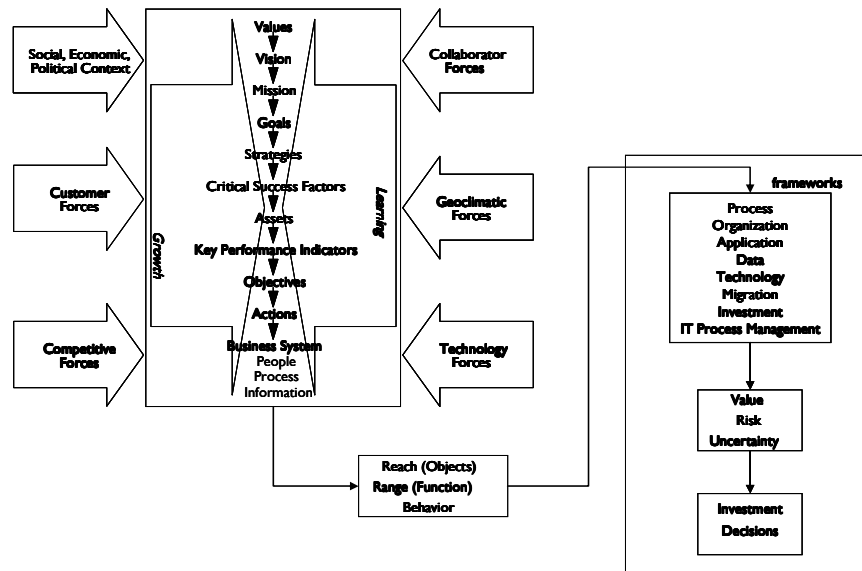 Social, Economic,
Political Context
Customer
Forces
Competitive
Forces
Values
Vision
Mission
Goals
Strategies
Critical Success Factors
Assets
Key Performance Indicators
Objectives
Actions
Business System
People
Process
Information
Growth
Learning
Collaborator
Forces
Geoclimatic
Forces
Technology
Forces
Reach (Objects)
Range (Function)
Behavior
frameworks
Process
Organization
Application
Data
Technology
Migration
Investment
IT Process Management
Value
Risk
Uncertainty
Investment
Decisions